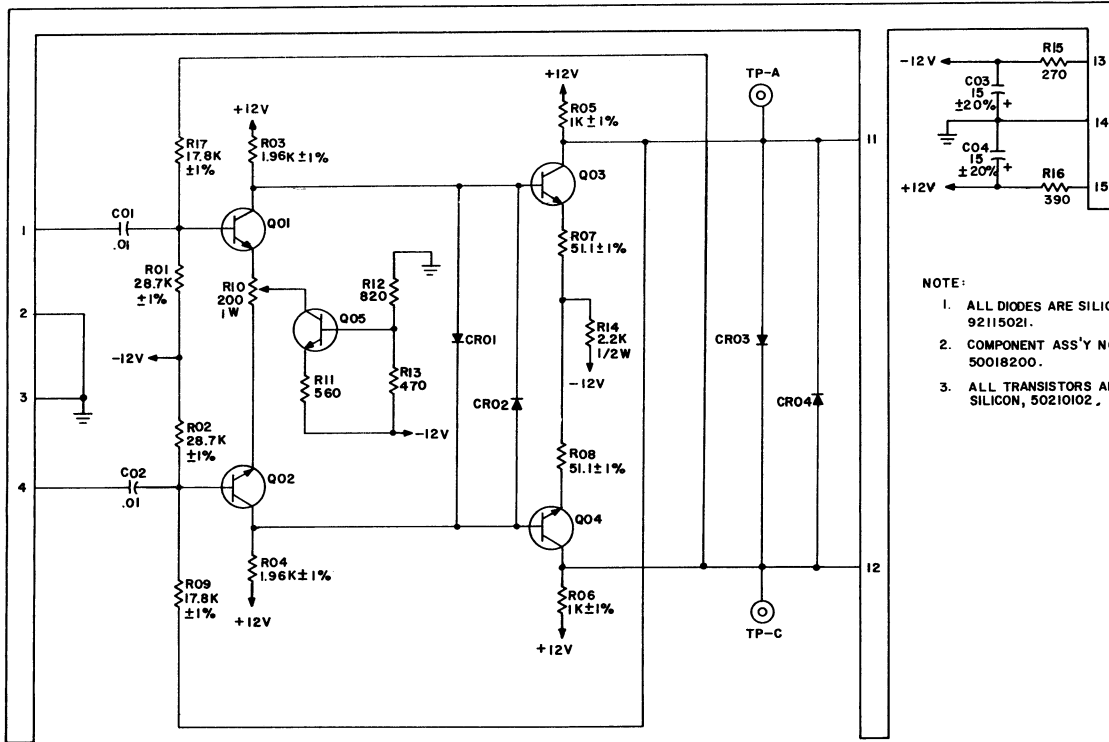 +12V
R17
17.8K
±1%
R03
1.96K±1%
+12V
R05
1K±1%
TP-A
-12V
R15
270
13
C03
15
±20%
+
14
C04
15
±20%
+
+12V
R16
390
15
11
Q03
1
C01
.01
Q01
R07
51.1±1%
R01
28.7K
±1%
R10
200
1W
R12
820
2
Q05
R14
2.2K
1/2W
-12V
CR01
CR03
-12V
R11
560
R13
470
CR02
CR04
3
-12V
R02
28.7K
±1%
R08
51.1±1%
C02
.01
4
Q02
Q04
12
R09
17.8K
±1%
R04
1.96K±1%
+12V
R06
1K±1%
+12V
TP-C
NOTE:
1. ALL DIODES ARE
92115021.
2. COMPONENT ASS'Y
50018200.
3. ALL TRANSISTORS
SILICON, 50210102.